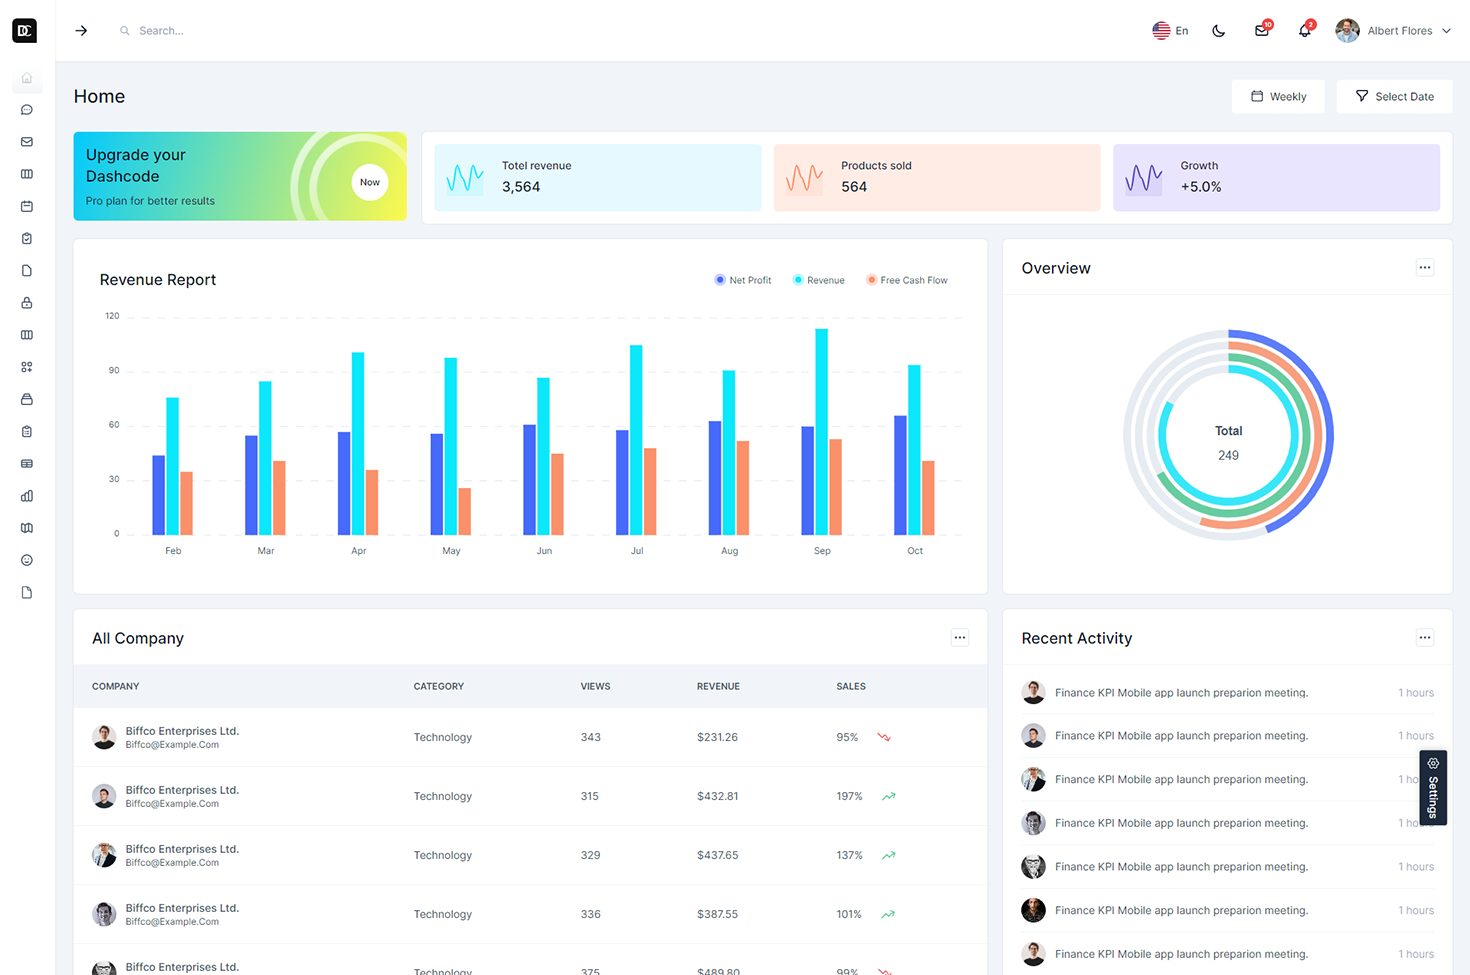 DC
Search...
En
10
2
Albert Flores
Home
Weekly
Select Date
Upgrade your
Dashcode
Pro plan for better results
Now
Totel revenue
3,564
Products sold
564
Growth
+5.0%
Revenue Report
Net Profit
Revenue
Free Cash Flow
120
90
60
30
0
Feb
Mar
Apr
May
Jun
Jul
Aug
Sep
Oct
Overview
Total
249
All Company
COMPANY
CATEGORY
VIEWS
REVENUE
SALES
Biffco Enterprises Ltd.
Biffco@Example.Com
Technology
343
$231.26
95%
Biffco Enterprises Ltd.
Biffco@Example.Com
Technology
315
$432.81
197%
Biffco Enterprises Ltd.
Biffco@Example.Com
Technology
329
$437.65
137%
Biffco Enterprises Ltd.
Biffco@Example.Com
Technology
336
$387.55
101%
Biffco Enterprises Ltd.
Technology
375
$489.80
99%
Recent Activity
Finance KPI Mobile app launch preparion meeting.
1 hours
Finance KPI Mobile app launch preparion meeting.
1 hours
Finance KPI Mobile app launch preparion meeting.
1 ho
Finance KPI Mobile app launch preparion meeting.
1 ho
Finance KPI Mobile app launch preparion meeting.
1 hours
Finance KPI Mobile app launch preparion meeting.
1 hours
Finance KPI Mobile app launch preparion meeting.
1 hours
Settings